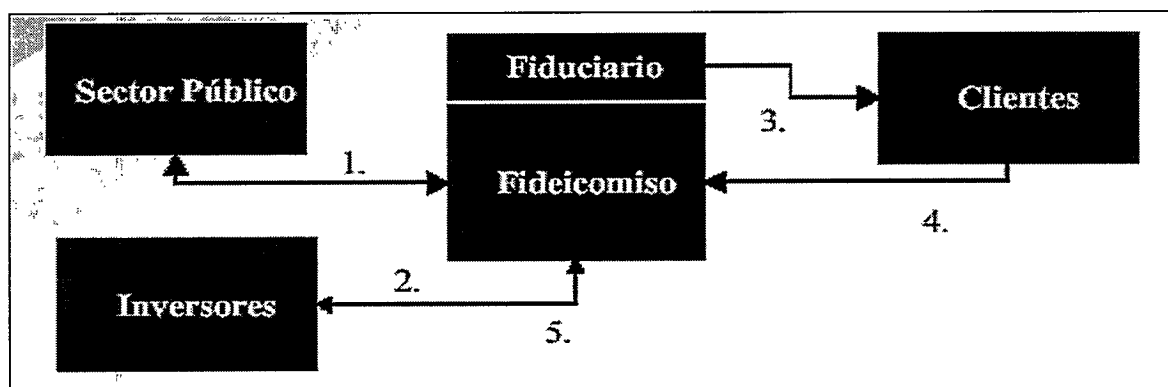 Sector Público
Fiduciario
Clientes
3.
1.
Fideicomiso
4.
Inversores
2.
5.